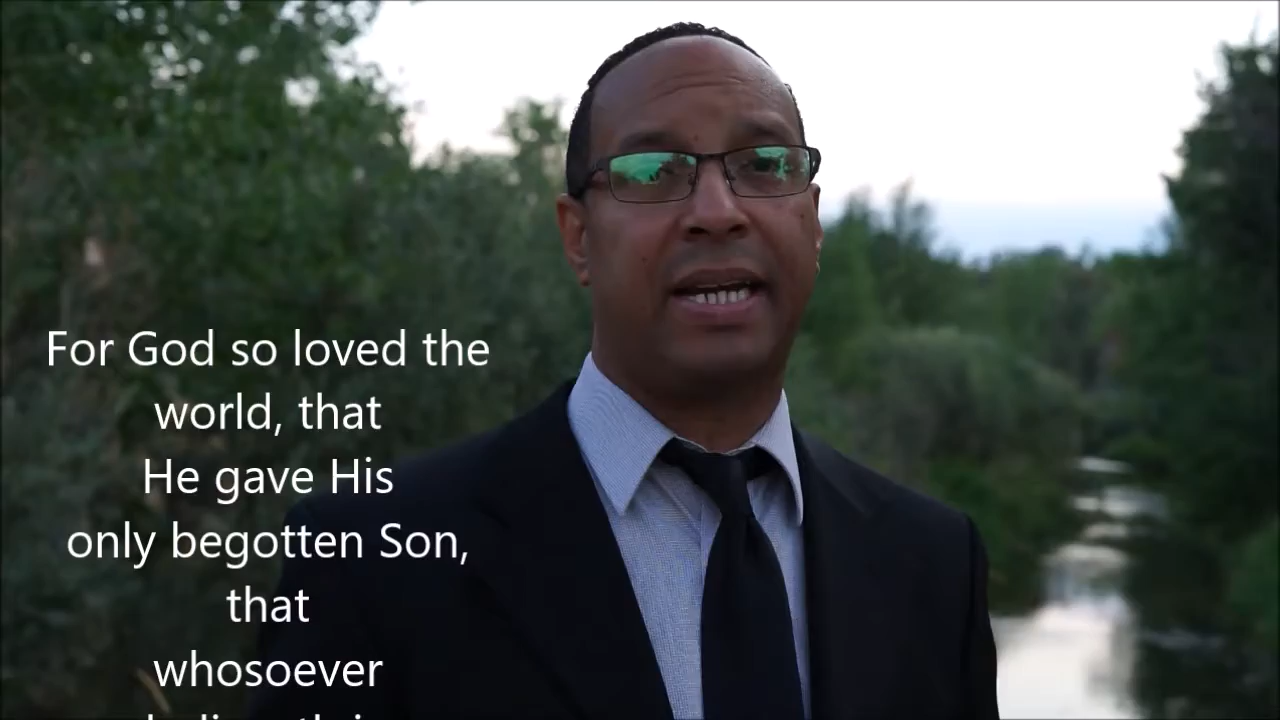 For God so loved the
world, that
He gave His
only begotten Son,
that
whosoever